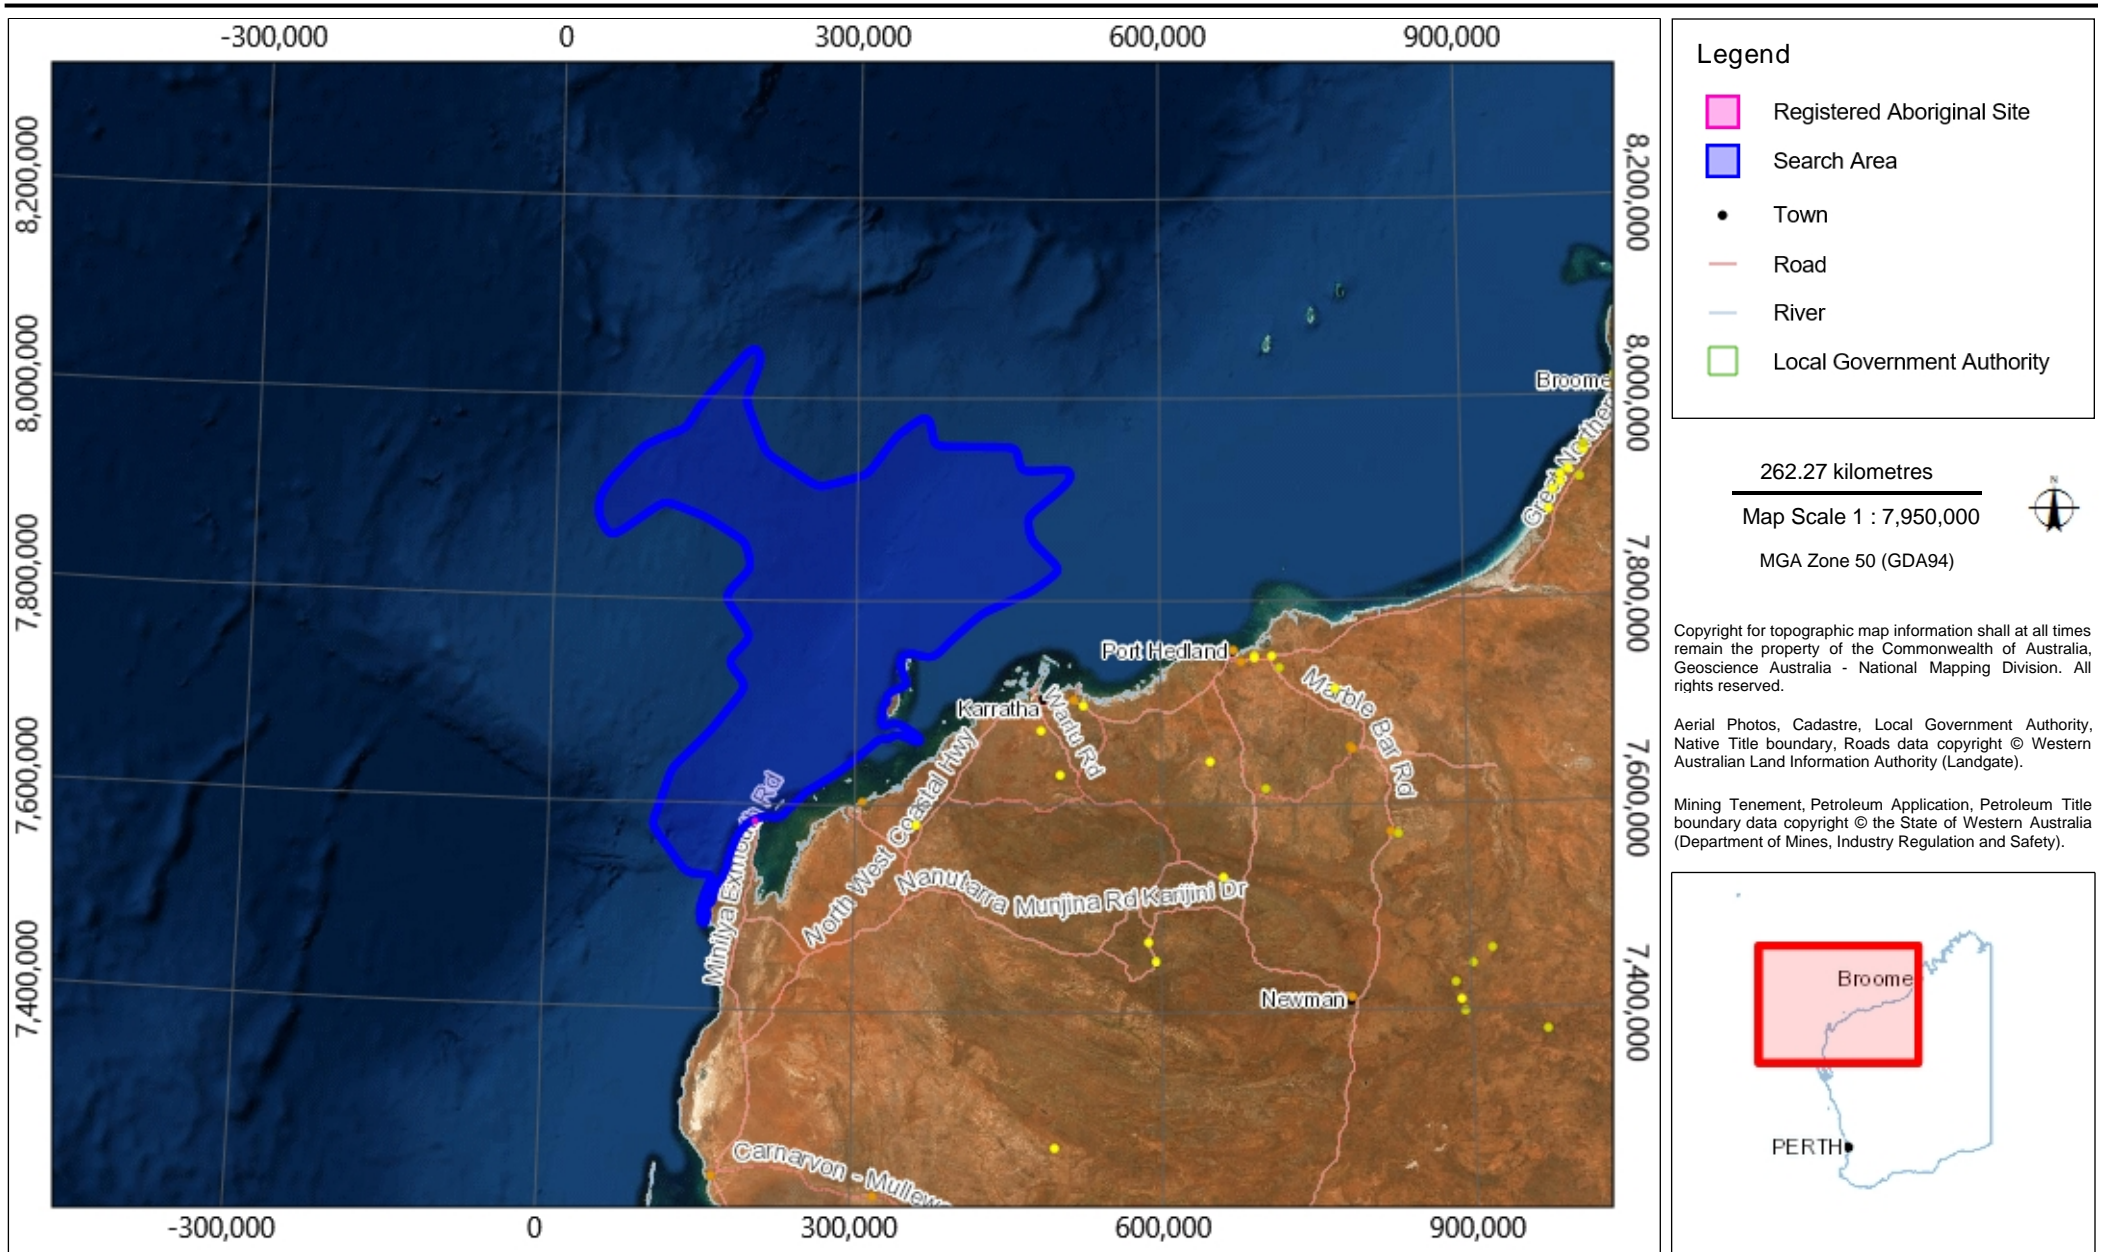 -300,000 0 300,000 600,000 900,000
8,200,000
8,000,000
7,800,000
7,600,000
7,400,000
8,200,000
8,000,000
7,800,000
7,600,000
7,400,000
Broome
Great Northern
Port Hedland
Marble Bar Rd
Karratha
Warlu Rd
North West Coastal Hwy
Rd
Minilya Exmouth
Nanutarra Munjina Rd Karijini Dr
Newman
Carnarvon - Mullew
-300,000 0 300,000 600,000 900,000
Legend
Registered Aboriginal Site
Search Area
Town
Road
River
Local Government Authority
262.27 kilometres
Map Scale 1 : 7,950,000
MGA Zone 50 (GDA94)
N
Copyright for topographic map information shall at all times
remain the property of the Commonwealth of Australia,
Geoscience Australia - National Mapping Division. All
rights reserved.
Aerial Photos, Cadastre, Local Government Authority,
Native Title boundary, Roads data copyright © Western
Australian Land Information Authority (Landgate).
Mining Tenement, Petroleum Application, Petroleum Title
boundary data copyright © the State of Western Australia
(Department of Mines, Industry Regulation and Safety).
Broome
PERTH